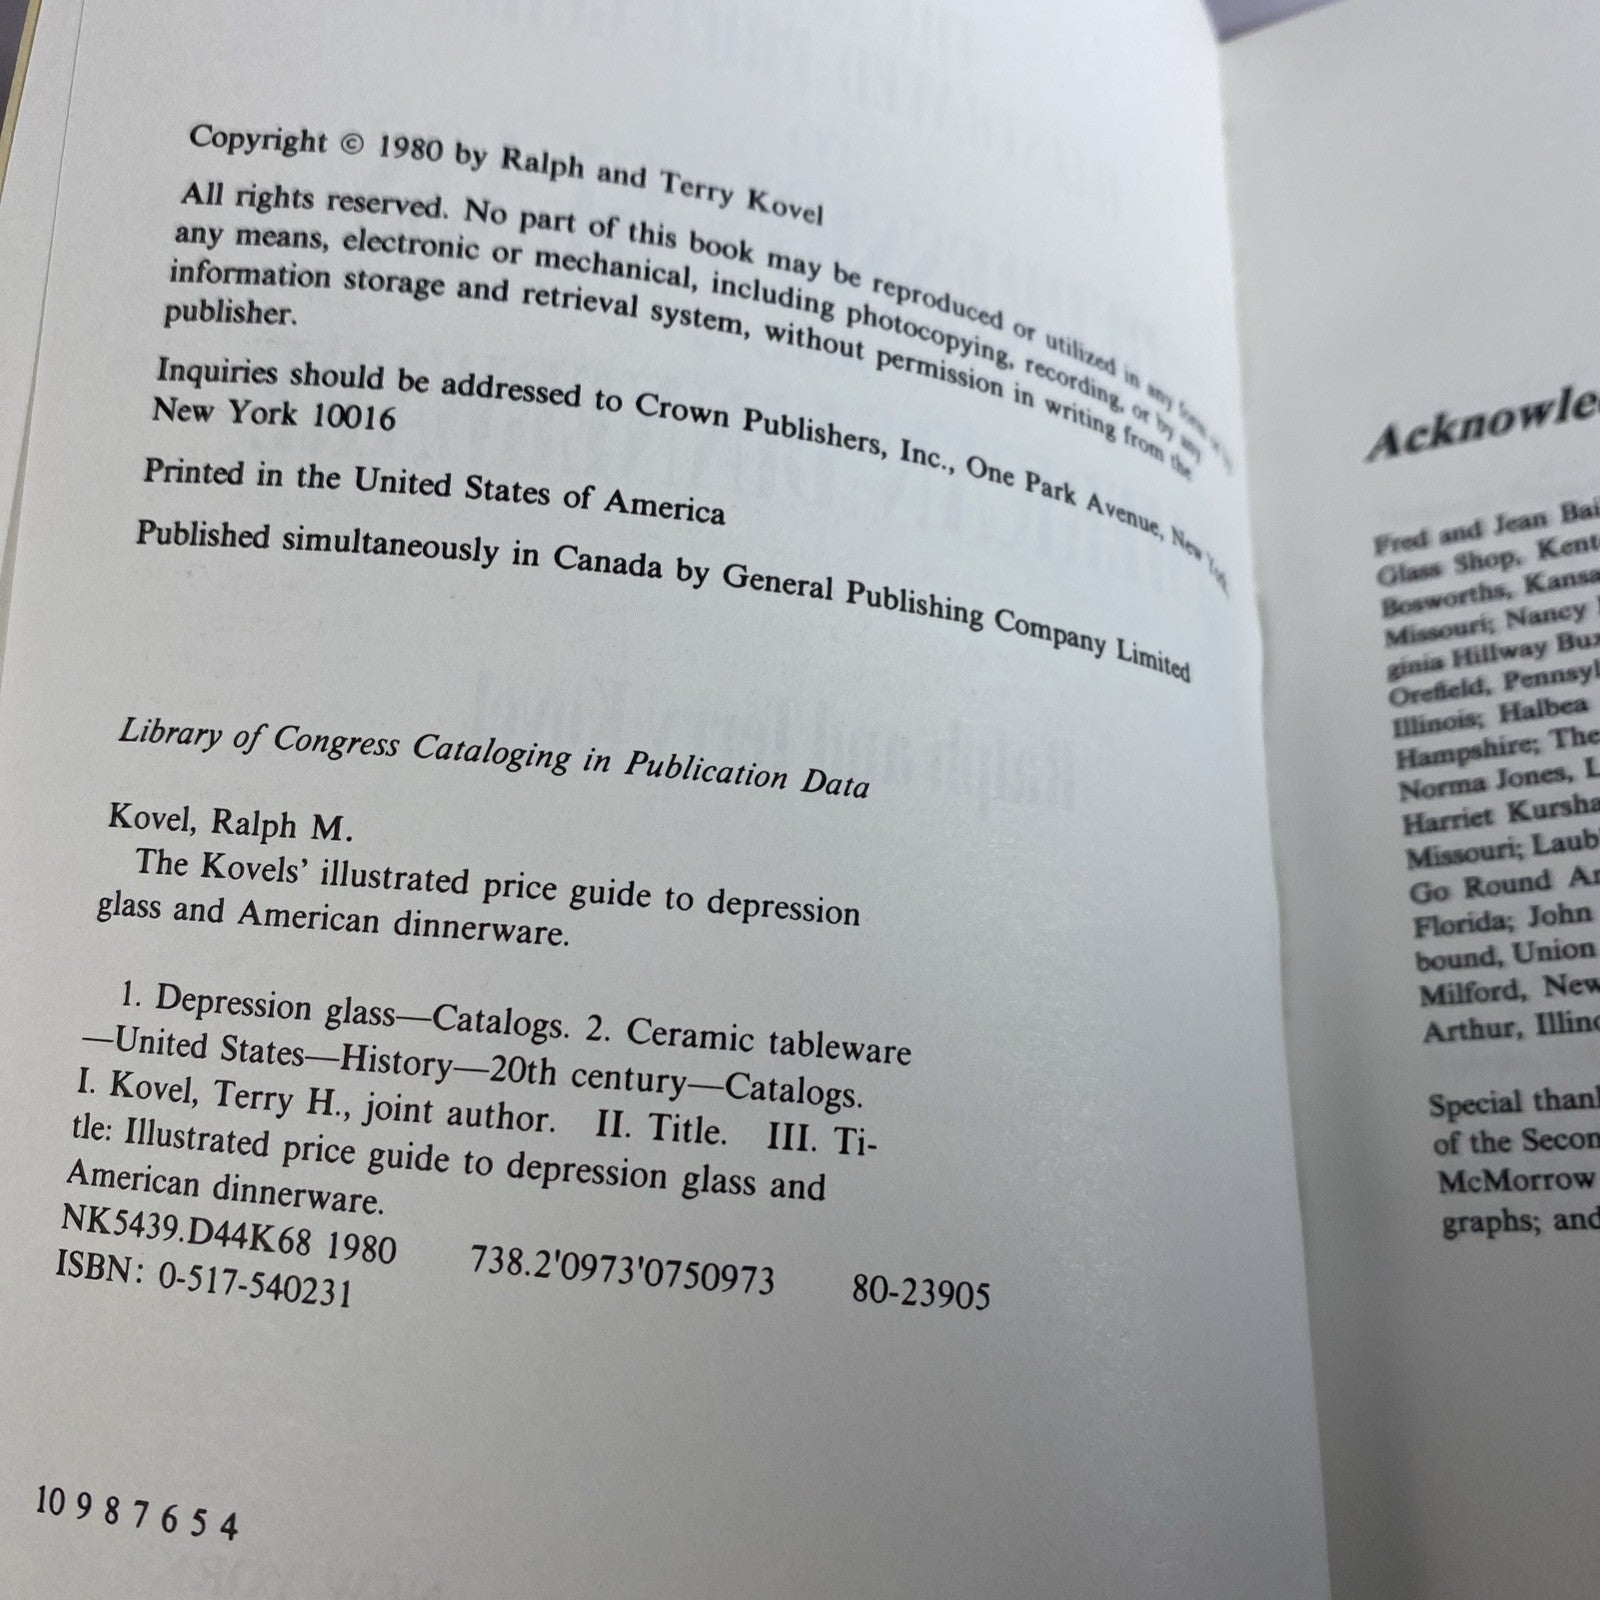 Copyright © 1980 by Ralph and Terry Kovel
All rights reserved. No part of this book may be reproduced or utilized in any form or by
any means, electronic or mechanical, including photocopying, recording, or by any
information storage and retrieval system, without permission in writing from the
publisher.
Inquiries should be addressed to Crown Publishers, Inc., One Park Avenue, New York,
New York 10016
Printed in the United States of America
Published simultaneously in Canada by General Publishing Company Limited
Library of Congress Cataloging in Publication Data
Kovel, Ralph M.
The Kovels' illustrated price guide to depression
glass and American dinnerware.
1. Depression glass—Catalogs. 2. Ceramic tableware
—United States—History—20th century—Catalogs.
I. Kovel, Terry H., joint author. II. Title. III. Ti-
tle: Illustrated price guide to depression glass and
American dinnerware.
NK5439.D44K68 1980 738.2'0973'0750973 80-23905
ISBN: 0-517-540231
10 9 8 7 6 5 4
Acknowle
Fred and Jean Bai
Glass Shop, Kent
Bosworths, Kansa
Missouri; Nancy
ginia Hillway Buz
Orefield, Pennsyl
Illinois; Halbea
Hampshire; The
Norma Jones, L
Harriet Kursha
Missouri; Laub
Go Round An
Florida; John
bound, Union
Milford, New
Arthur, Illino
Special thank
of the Secon
McMorrow
graphs; and